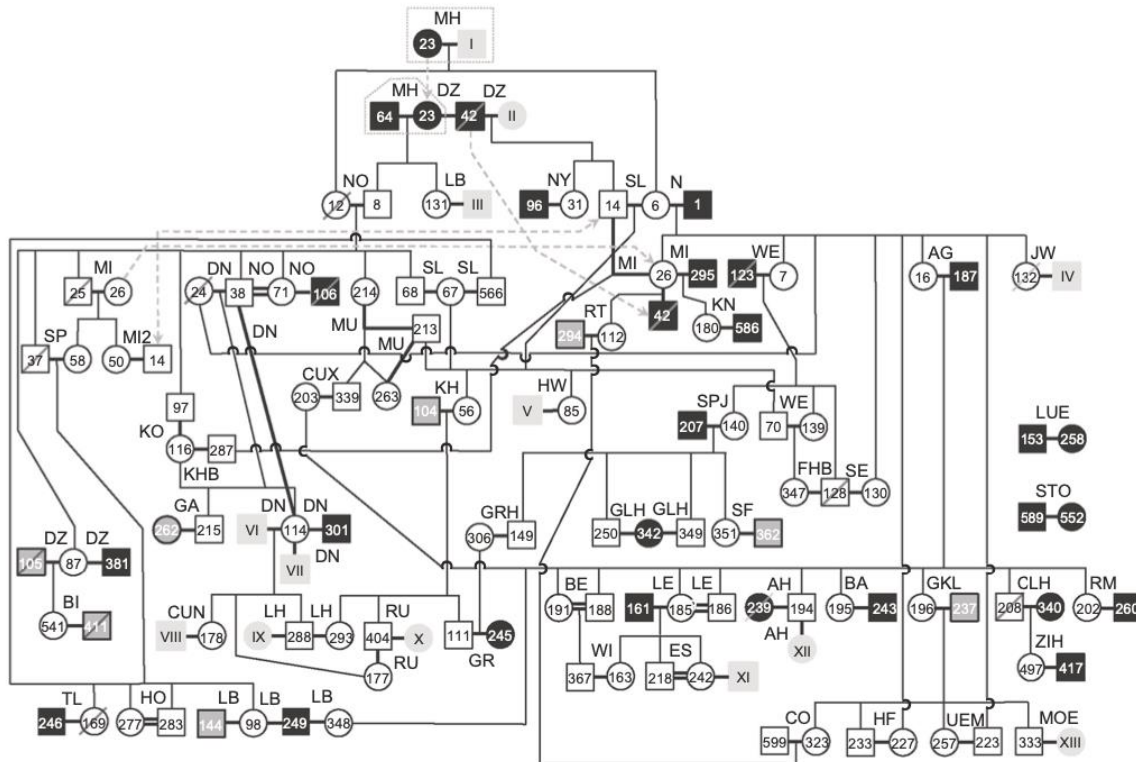 MH
23 I
MH DZ DZ
64 23 42 II
NO LB NY SL N
12 8 131 III 96 31 14 6 1
MI DN NO NO SL SL MI MI WE AG JW
25 26 24 38 71 106 214 68 67 566 26 295 123 7 16 187 132 IV
RT KN
DN MU 213 42 180 586
SP MI2 294 112
37 58 50 14 MU
CUX KH HW SPJ WE
97 203 339 263 104 56 V 85 207 140 70 139 LUE
KO 153 258
116 287
KHB FHB SE
GA DN DN GRH GLH GLH SF 347 128 130 STO
262 215 VI 114 301 306 149 250 342 349 351 362 589 552
DZ DZ VII DN
105 87 381
BE LE LE AH BA GKL CLH RM
BI CUN LH LH RU 191 188 161 185 186 239 194 195 243 196 237 208 340 202 260
541 411 VIII 178 IX 288 293 404 X 111 245 AH XII ZIH
RU GR WI ES 497 417
177 367 163 218 242 XI
TL HO LB LB LB
246 169 277 283 144 98 249 348 CO HF UEM MOE
599 323 233 227 257 223 333 XIII